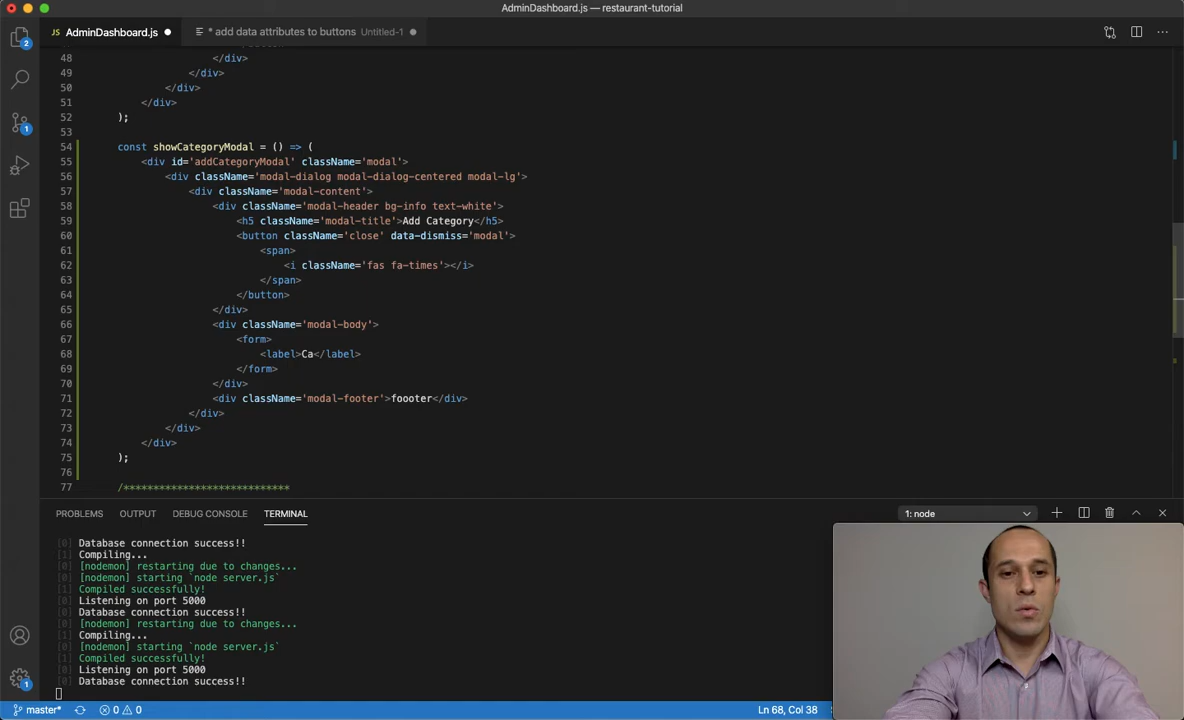 AdminDashboard.js — restaurant-tutorial
JS AdminDashboard.js
* add data attributes to buttons Untitled-1
2
1
1
48 </div>
49 </div>
50 </div>
51 </div>
52 );
53
54 const showCategoryModal = () => (
55 <div id='addCategoryModal' className='modal'>
56 <div className='modal-dialog modal-dialog-centered modal-lg'>
57 <div className='modal-content'>
58 <div className='modal-header bg-info text-white'>
59 <h5 className='modal-title'>Add Category</h5>
60 <button className='close' data-dismiss='modal'>
61 <span>
62 <i className='fas fa-times'></i>
63 </span>
64 </button>
65 </div>
66 <div className='modal-body'>
67 <form>
68 <label>Ca</label>
69 </form>
70 </div>
71 <div className='modal-footer'>foooter</div>
72 </div>
73 </div>
74 </div>
75 );
76
77 /****************************
PROBLEMS OUTPUT DEBUG CONSOLE TERMINAL 1: node
[0] Database connection success!!
[1] Compiling...
[0] [nodemon] restarting due to changes...
[0] [nodemon] starting `node server.js`
[1] Compiled successfully!
[0] Listening on port 5000
[0] Database connection success!!
[0] [nodemon] restarting due to changes...
[1] Compiling...
[0] [nodemon] starting `node server.js`
[1] Compiled successfully!
[0] Listening on port 5000
[0] Database connection success!!
master* 0 0 Ln 68, Col 38